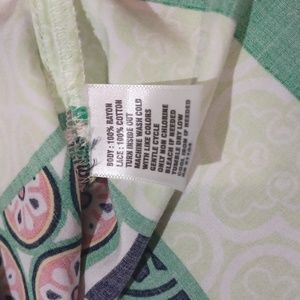 BODY : 100% RAYON
LACE : 100% COTTON
TURN INSIDE OUT
MACHINE WASH COLD
WITH LIKE COLORS
GENTLE CYCLE
ONLY NON CHLORINE
BLEACH IF NEEDED
TUMBLE DRY LOW
COOL IRON IF NEEDED